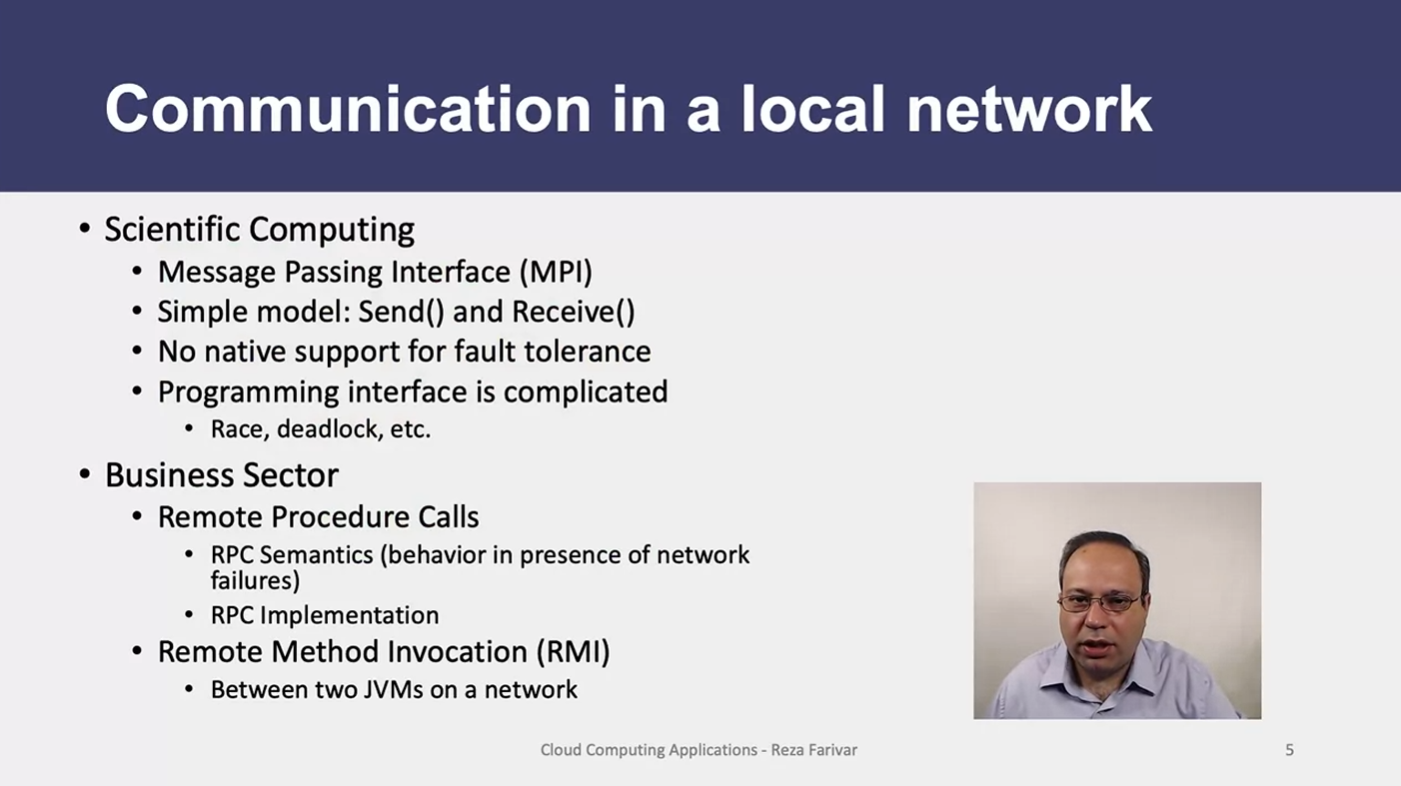 Communication in a local network
• Scientific Computing
• Message Passing Interface (MPI)
• Simple model: Send() and Receive()
• No native support for fault tolerance
• Programming interface is complicated
• Race, deadlock, etc.
• Business Sector
• Remote Procedure Calls
• RPC Semantics (behavior in presence of network
failures)
• RPC Implementation
• Remote Method Invocation (RMI)
• Between two JVMs on a network
Cloud Computing Applications - Reza Farivar
5